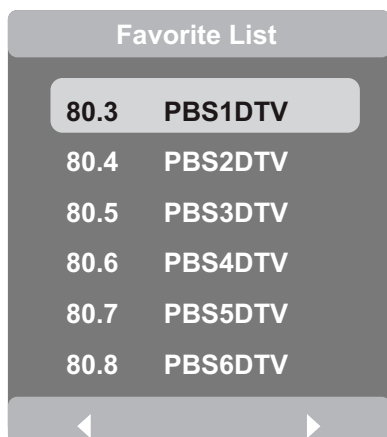 Favorite List
80.3 PBS1DTV
80.4 PBS2DTV
80.5 PBS3DTV
80.6 PBS4DTV
80.7 PBS5DTV
80.8 PBS6DTV